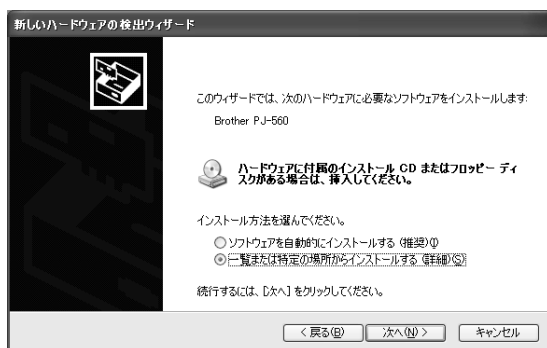 新しいハードウェアの検出ウィザード
このウィザードでは、次のハードウェアに必要なソフトウェアをインストールします:
Brother PJ-560
ハードウェアに付属のインストール CD またはフロッピー ディ
スクがある場合は、挿入してください。
インストール方法を選んでください。
ソフトウェアを自動的にインストールする (推奨)(I)
一覧または特定の場所からインストールする (詳細)(S)
続行するには、[次へ] をクリックしてください。
< 戻る(B)
次へ(N) >
キャンセル